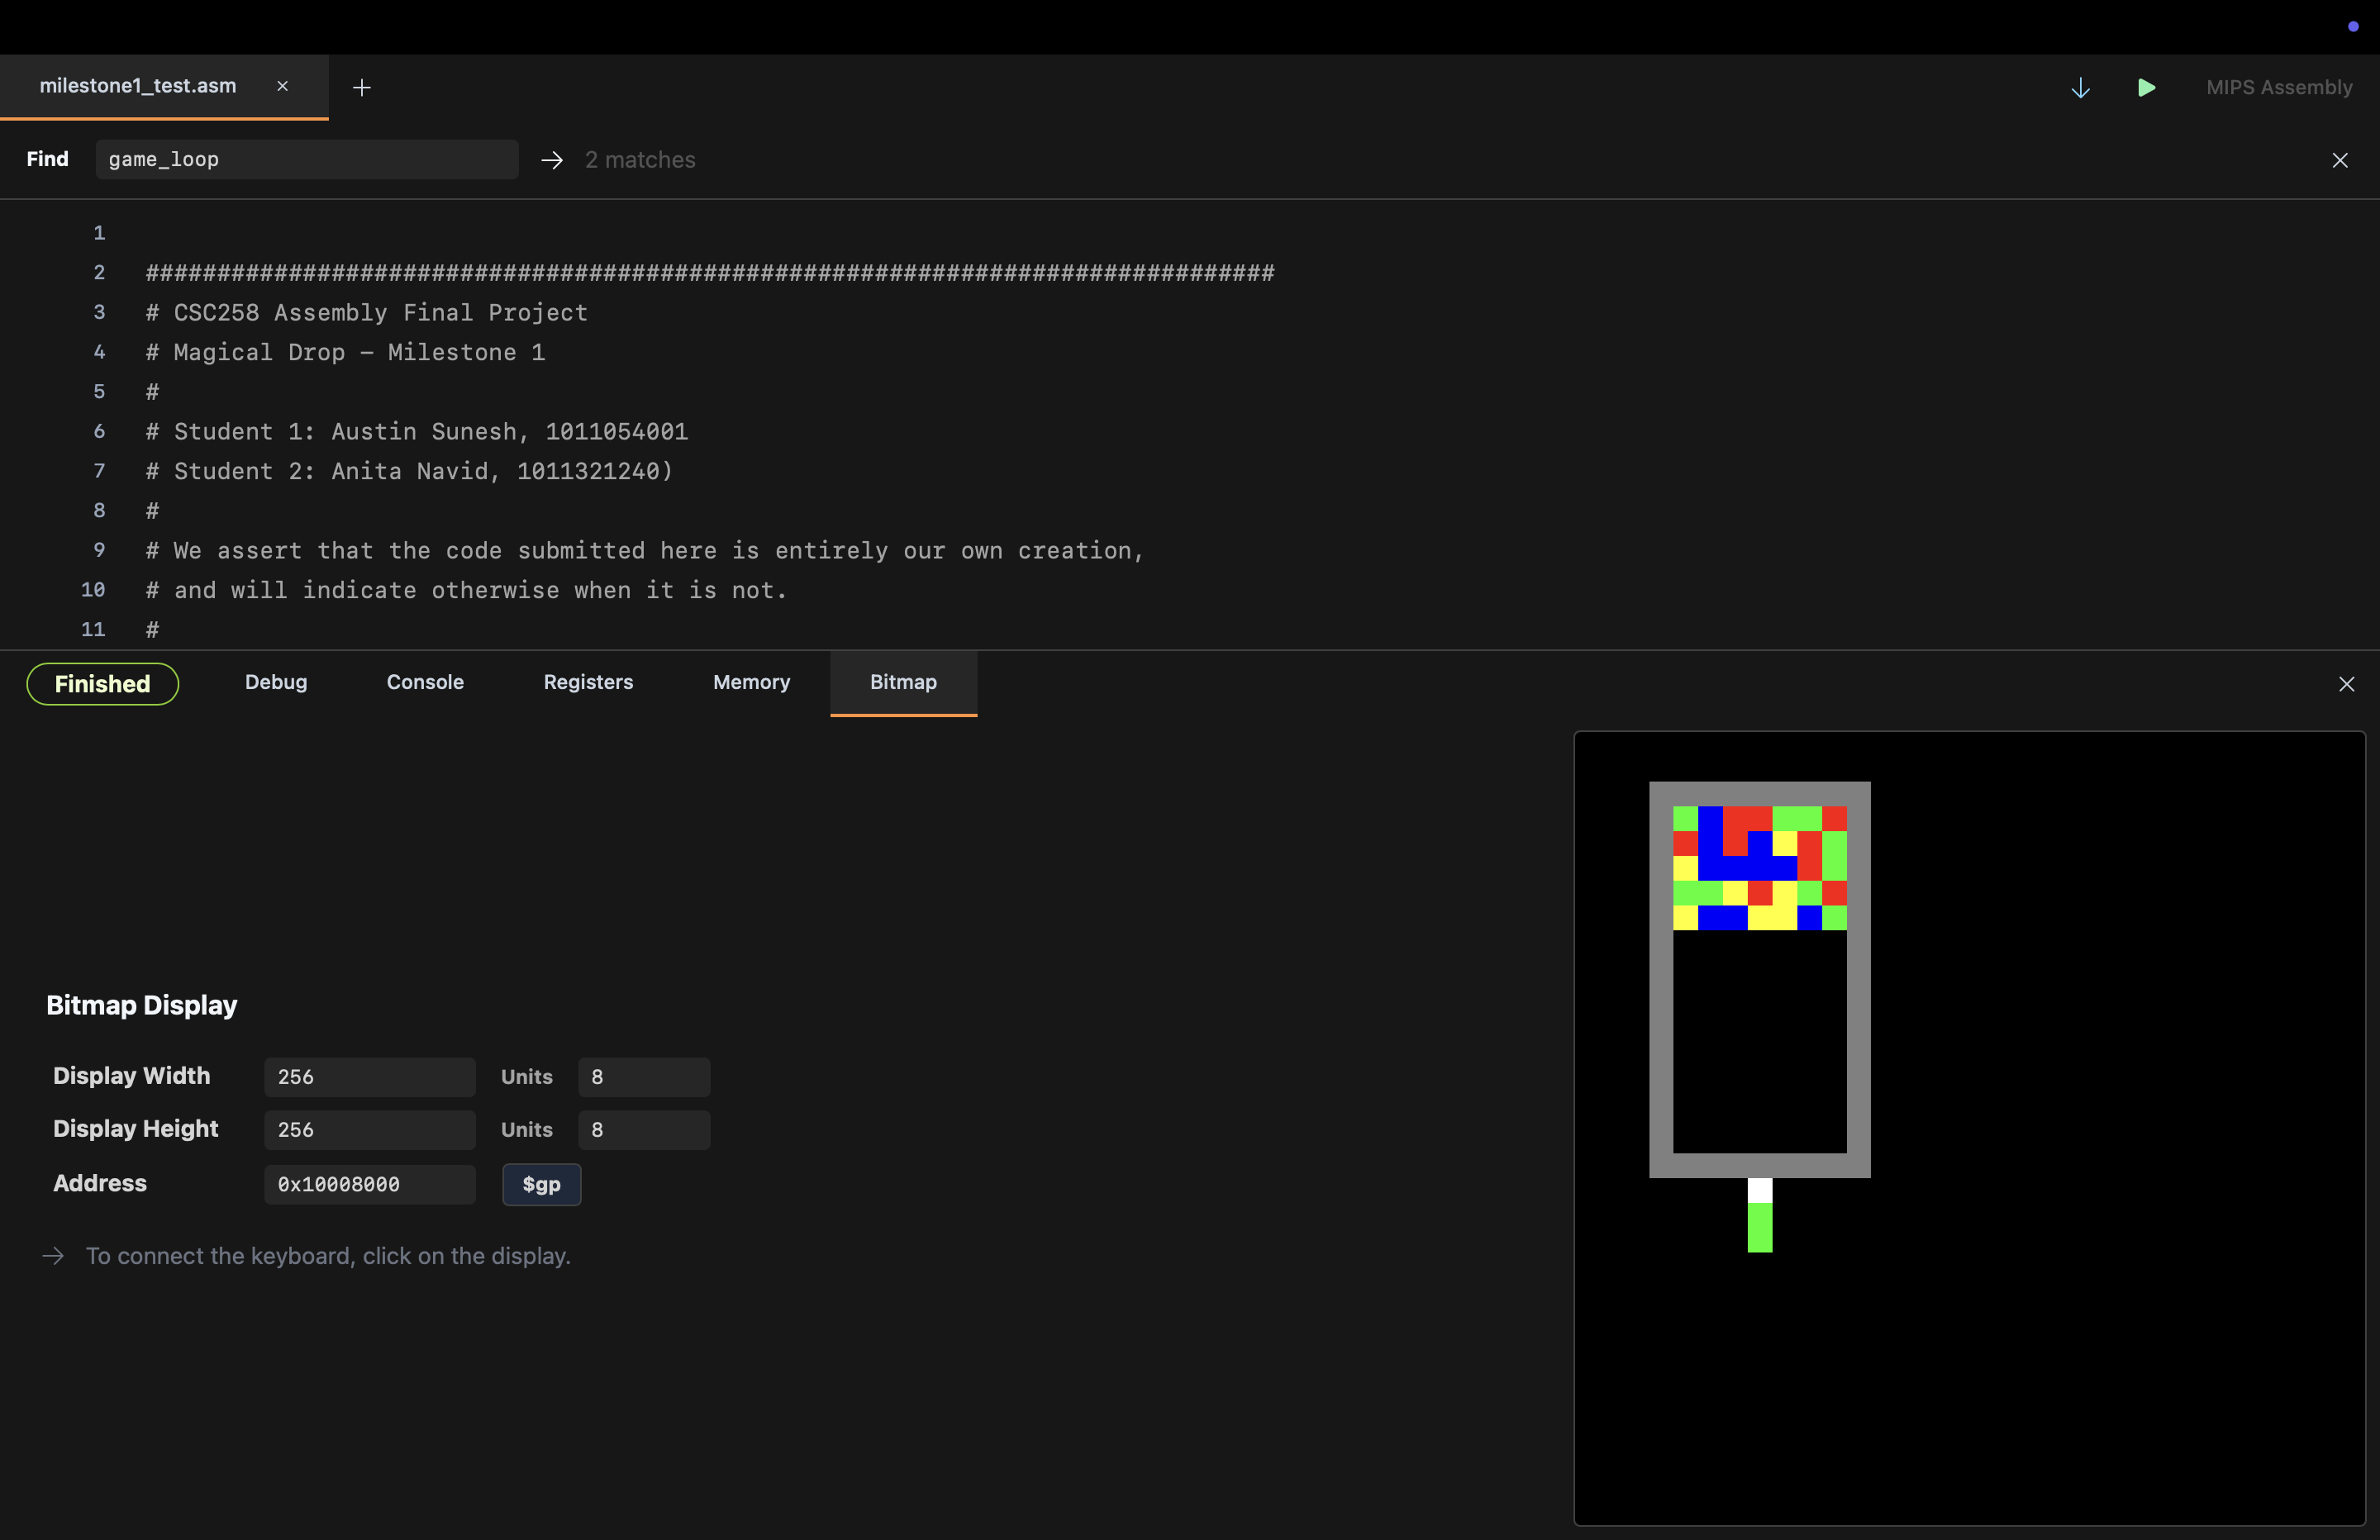 milestone1_test.asm × +
MIPS Assembly
Find game_loop → 2 matches
1
2 ###############################################################################
3 # CSC258 Assembly Final Project
4 # Magical Drop – Milestone 1
5 #
6 # Student 1: Austin Sunesh, 1011054001
7 # Student 2: Anita Navid, 1011321240)
8 #
9 # We assert that the code submitted here is entirely our own creation,
10 # and will indicate otherwise when it is not.
11 #
Finished Debug Console Registers Memory Bitmap
Bitmap Display
Display Width 256 Units 8
Display Height 256 Units 8
Address 0x10008000 $gp
→ To connect the keyboard, click on the display.